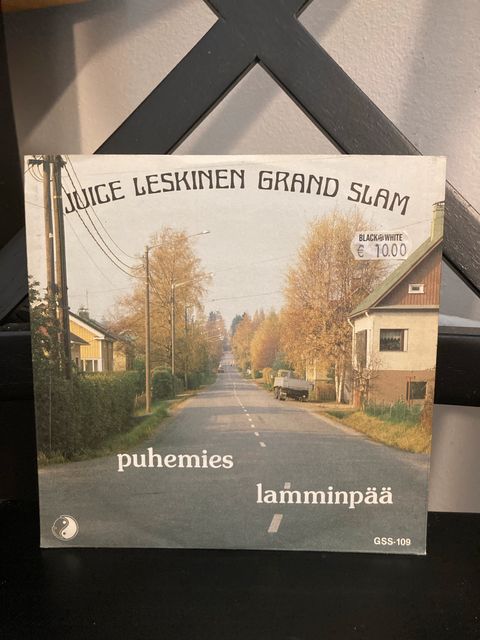 JUICE LESKINEN GRAND SLAM
BLACK WHITE
€ 10.00
puhemies
lamminpää
GSS-109